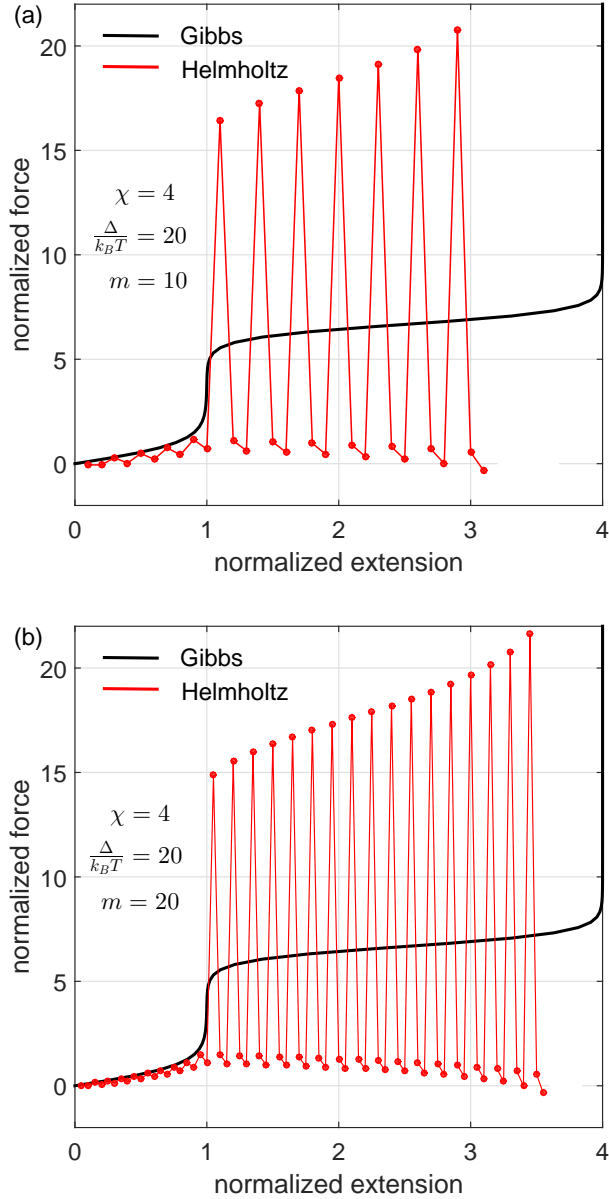 (a)
Gibbs
Helmholtz
χ = 4
Δ/k_BT = 20
m = 10
normalized force
20
15
10
5
0
0 1 2 3 4
normalized extension
(b)
Gibbs
Helmholtz
χ = 4
Δ/k_BT = 20
m = 20
normalized force
20
15
10
5
0
0 1 2 3 4
normalized extension